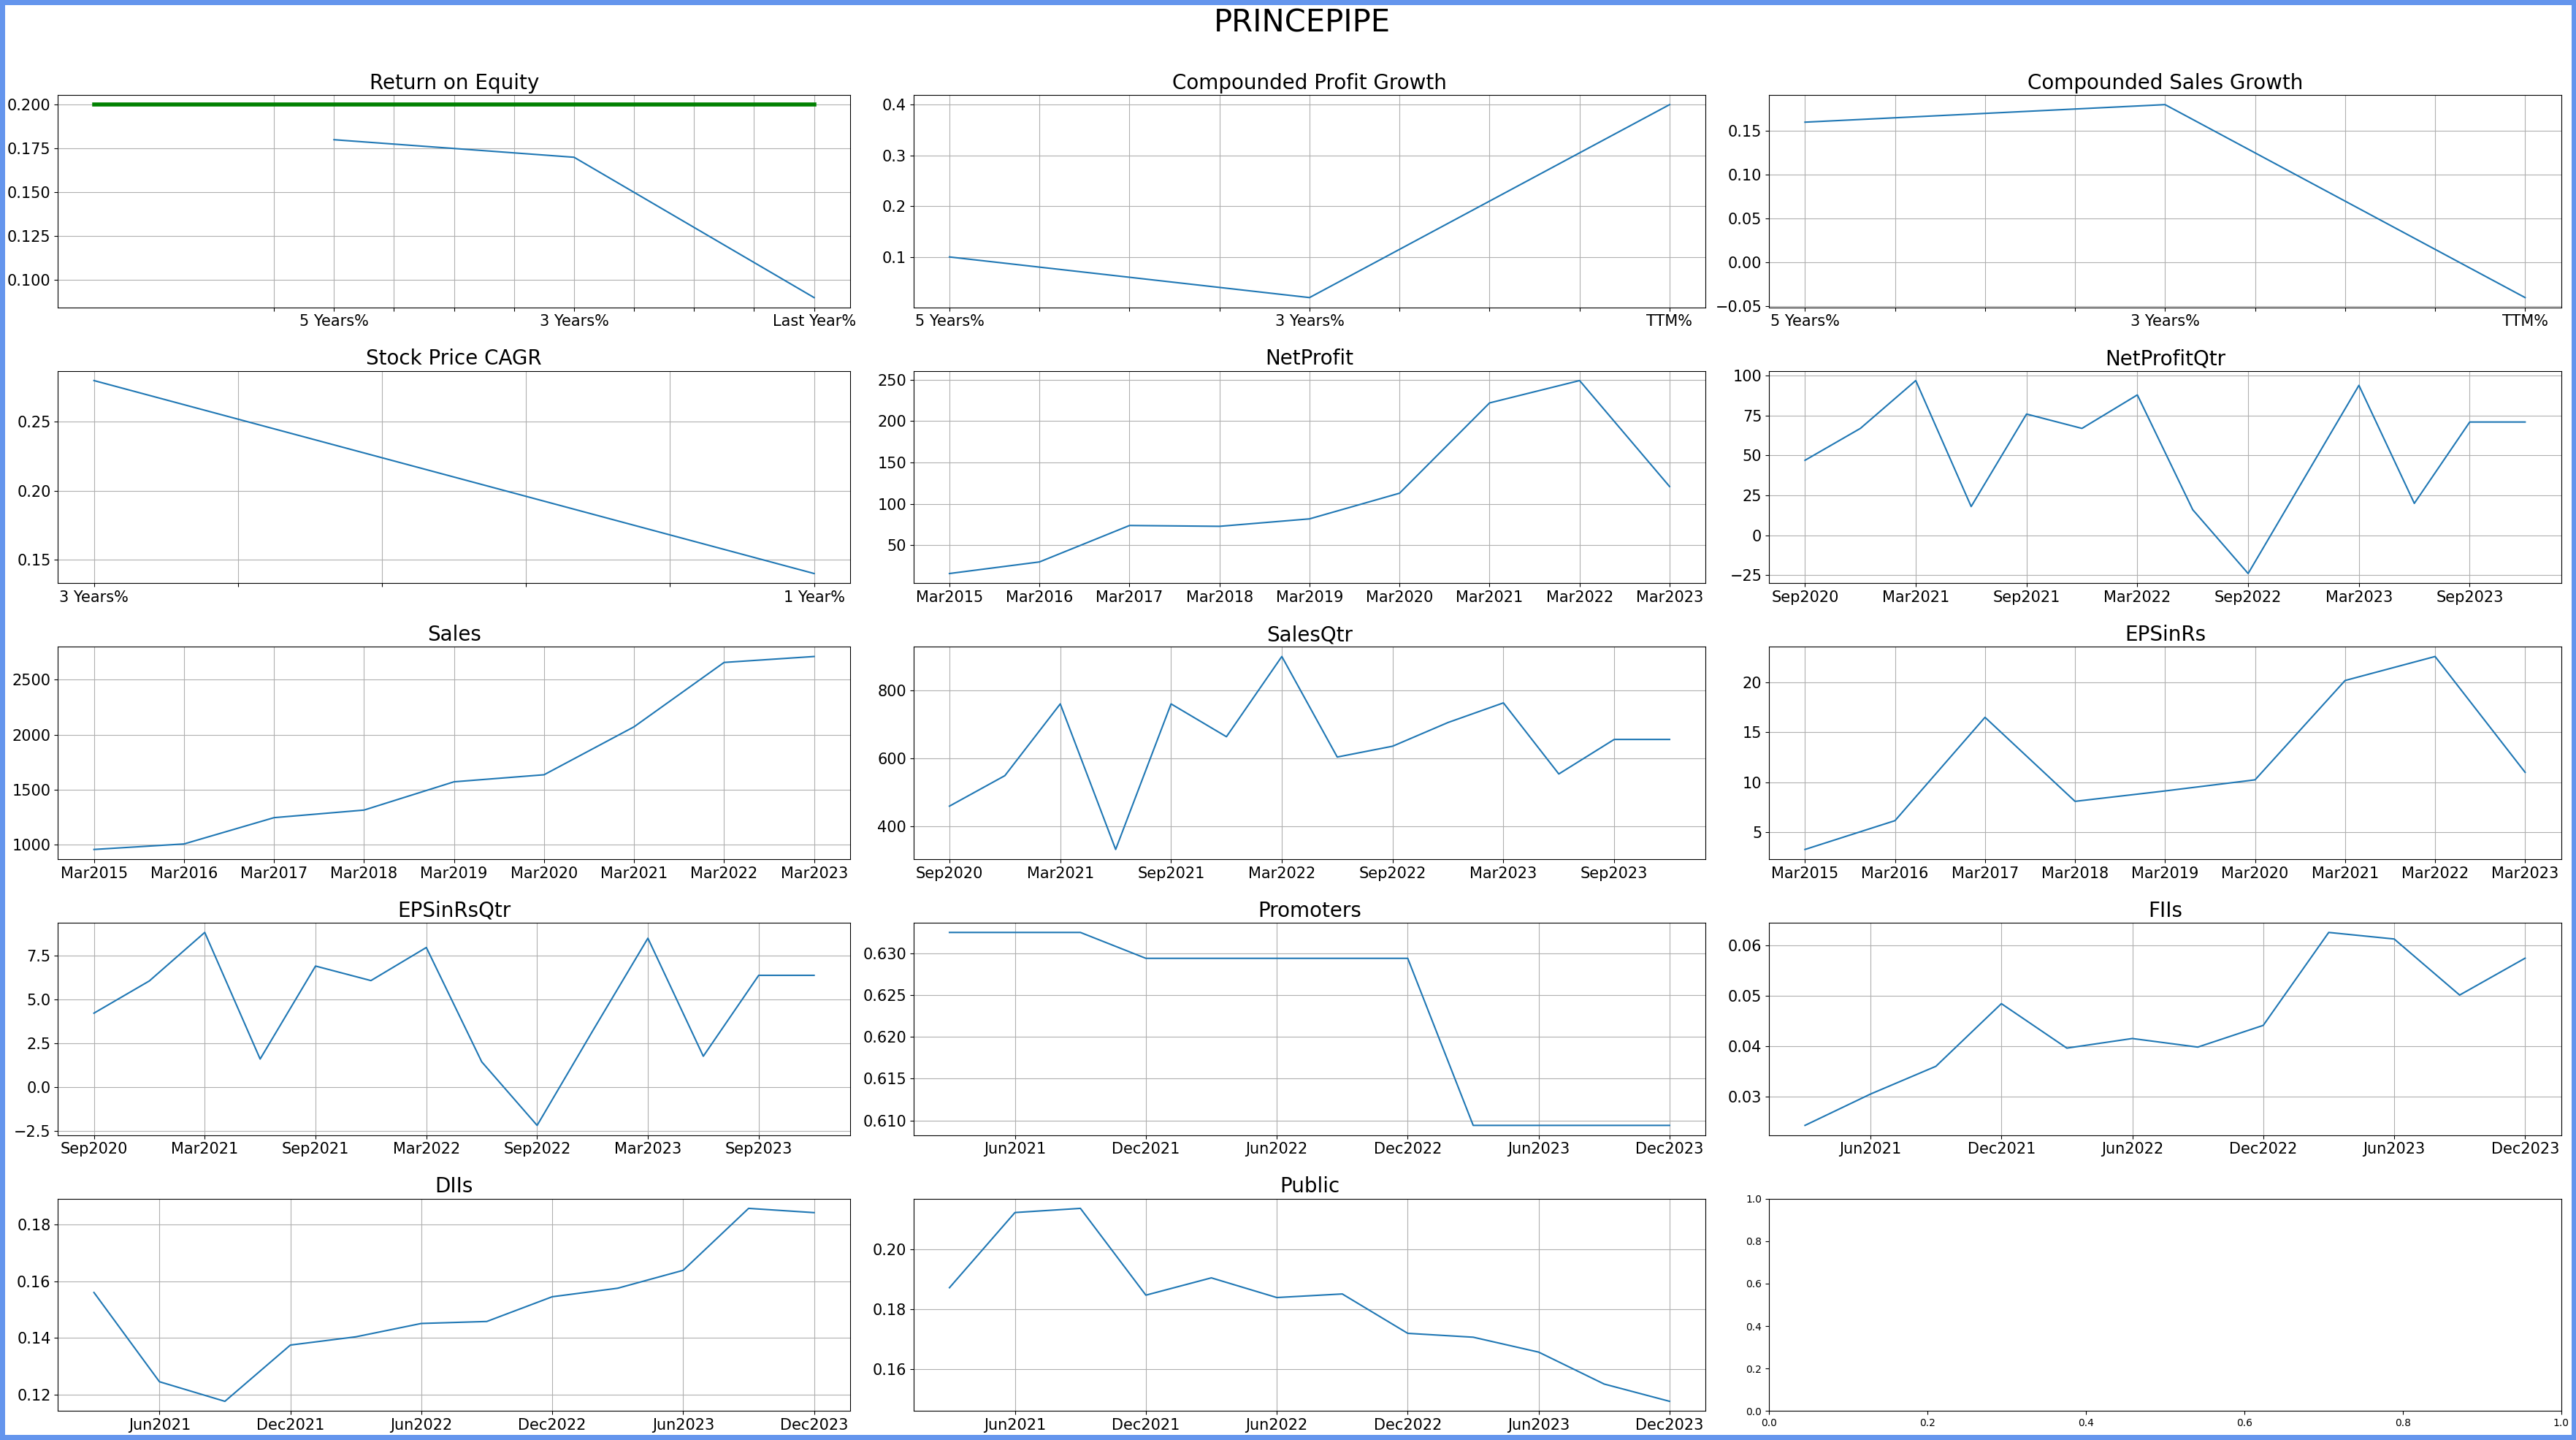 PRINCEPIPE
Return on Equity
0.200
0.175
0.150
0.125
0.100
5 Years% 3 Years% Last Year%
Compounded Profit Growth
0.4
0.3
0.2
0.1
5 Years% 3 Years% TTM%
Compounded Sales Growth
0.15
0.10
0.05
0.00
−0.05
5 Years% 3 Years% TTM%
Stock Price CAGR
0.25
0.20
0.15
3 Years% 1 Year%
NetProfit
250
200
150
100
50
Mar2015 Mar2016 Mar2017 Mar2018 Mar2019 Mar2020 Mar2021 Mar2022 Mar2023
NetProfitQtr
100
75
50
25
0
−25
Sep2020 Mar2021 Sep2021 Mar2022 Sep2022 Mar2023 Sep2023
Sales
2500
2000
1500
1000
Mar2015 Mar2016 Mar2017 Mar2018 Mar2019 Mar2020 Mar2021 Mar2022 Mar2023
SalesQtr
800
600
400
Sep2020 Mar2021 Sep2021 Mar2022 Sep2022 Mar2023 Sep2023
EPSinRs
20
15
10
5
Mar2015 Mar2016 Mar2017 Mar2018 Mar2019 Mar2020 Mar2021 Mar2022 Mar2023
EPSinRsQtr
7.5
5.0
2.5
0.0
−2.5
Sep2020 Mar2021 Sep2021 Mar2022 Sep2022 Mar2023 Sep2023
Promoters
0.630
0.625
0.620
0.615
0.610
Jun2021 Dec2021 Jun2022 Dec2022 Jun2023 Dec2023
FIIs
0.06
0.05
0.04
0.03
Jun2021 Dec2021 Jun2022 Dec2022 Jun2023 Dec2023
DIIs
0.18
0.16
0.14
0.12
Jun2021 Dec2021 Jun2022 Dec2022 Jun2023 Dec2023
Public
0.20
0.18
0.16
Jun2021 Dec2021 Jun2022 Dec2022 Jun2023 Dec2023
1.0
0.8
0.6
0.4
0.2
0.0
0.0 0.2 0.4 0.6 0.8 1.0